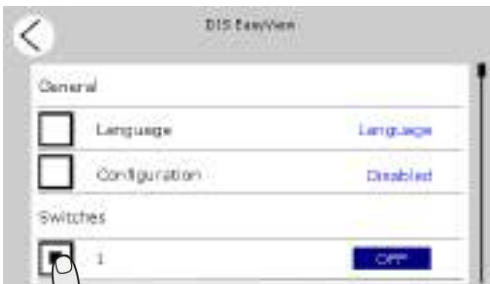 DIS EasyView
General
Language Language
Configuration Disabled
Switches
1 OFF